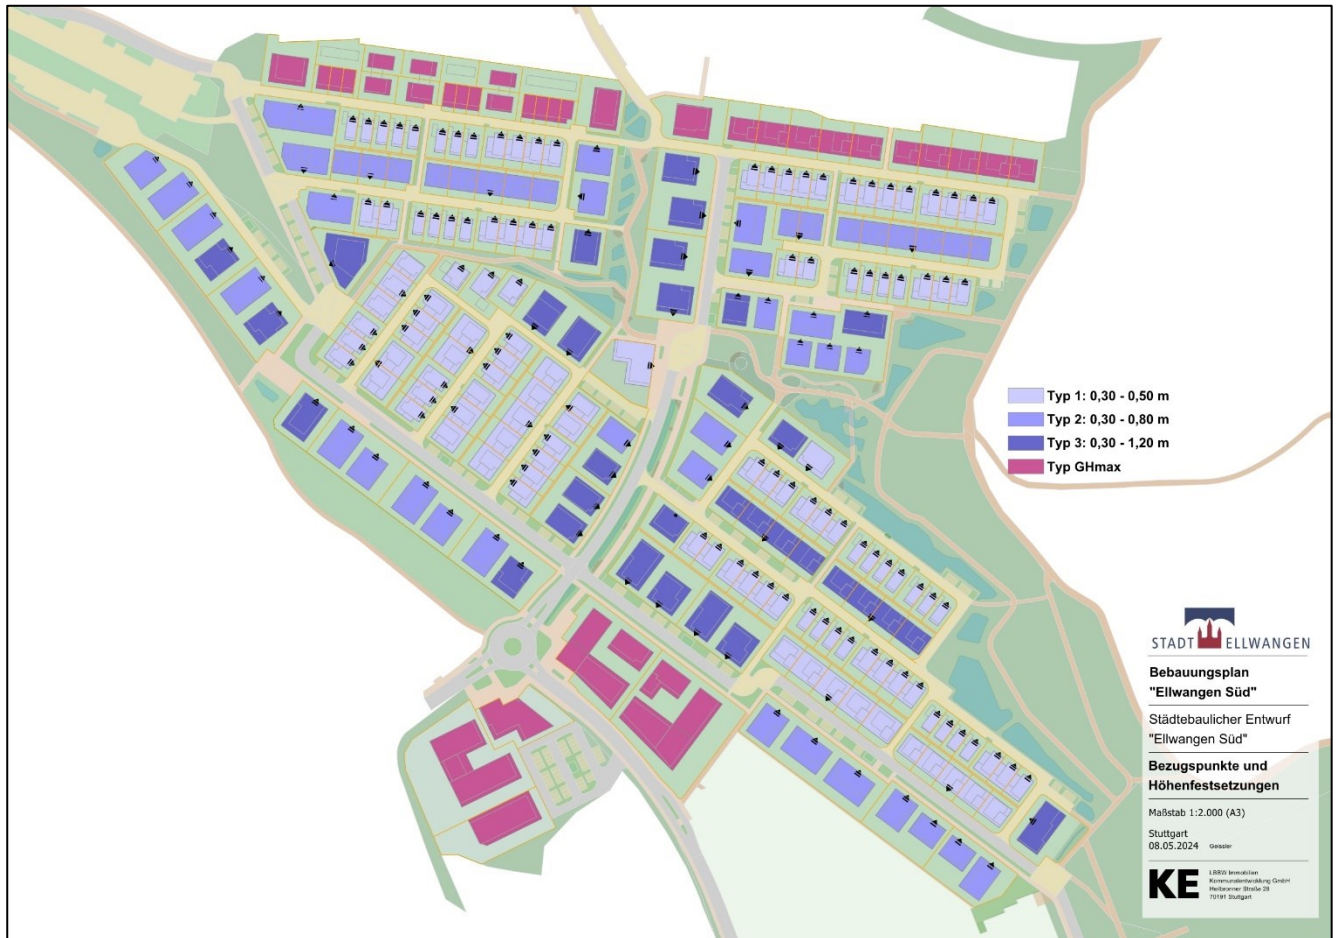 Typ 1: 0,30 - 0,50 m
Typ 2: 0,30 - 0,80 m
Typ 3: 0,30 - 1,20 m
Typ GHmax
STADT ELLWANGEN
Bebauungsplan
"Ellwangen Süd"
Städtebaulicher Entwurf
"Ellwangen Süd"
Bezugspunkte und
Höhenfestsetzungen
Maßstab 1:2.000 (A3)
Stuttgart
08.05.2024 Geissler
KE
LBBW Immobilien
Kommunalentwicklung GmbH
Heilbronner Straße 28
70191 Stuttgart